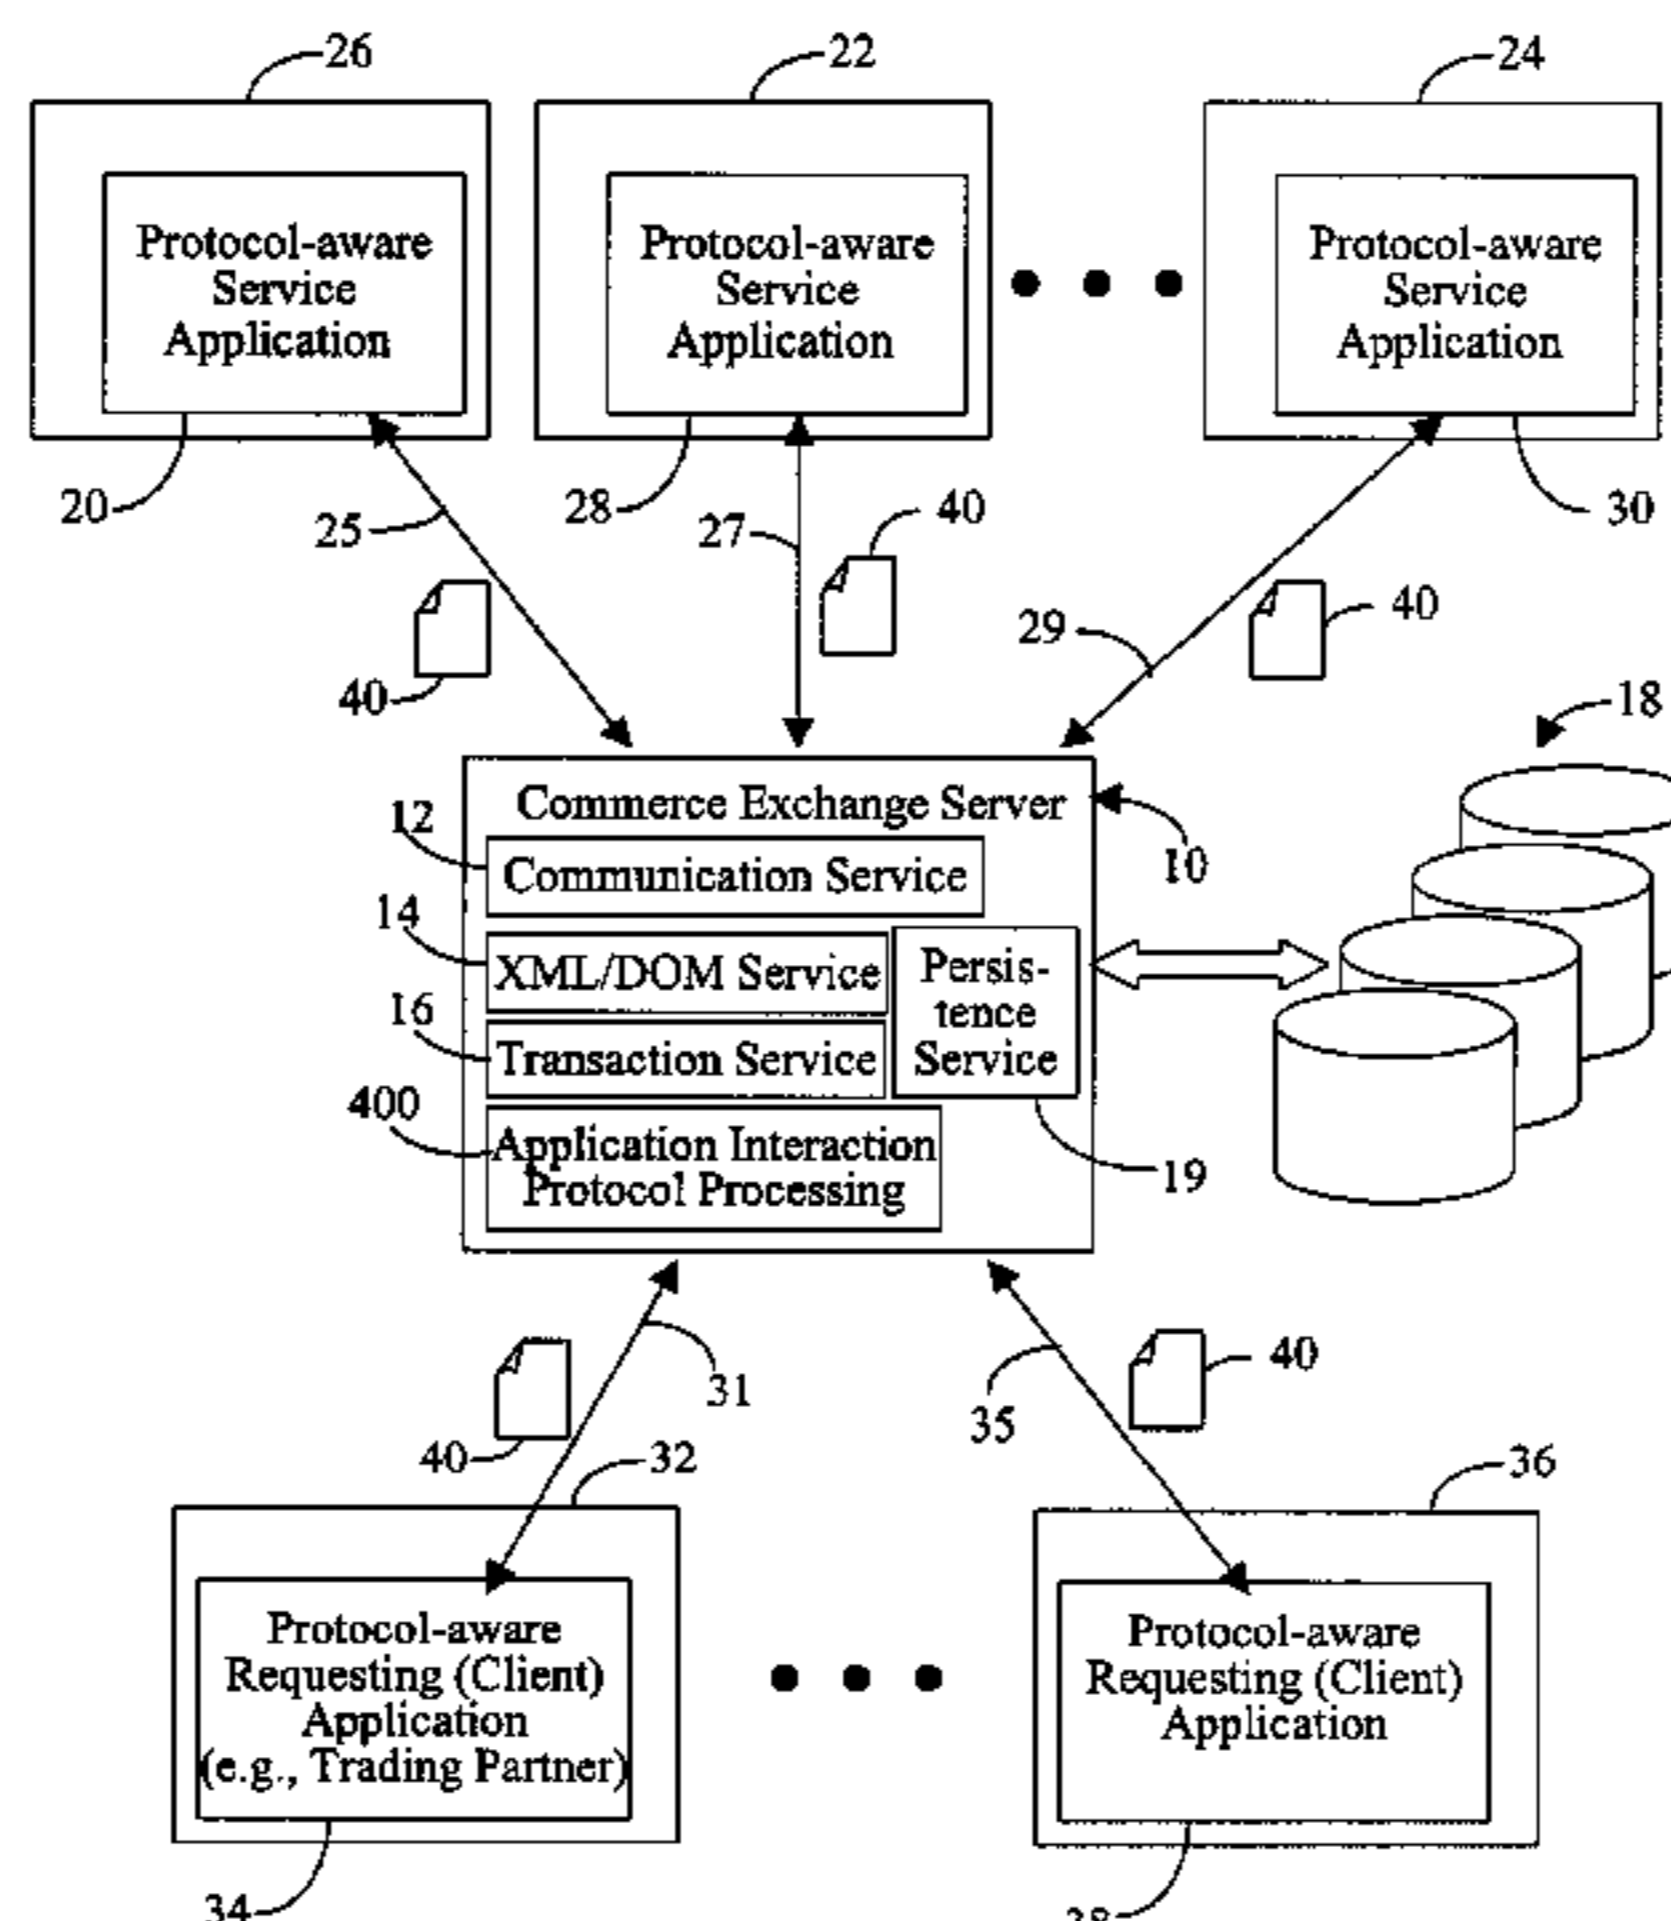 26
22
24
Protocol-aware
Service
Application
Protocol-aware
Service
Application
Protocol-aware
Service
Application
20
25
28
27
40
30
40
29
40
18
Commerce Exchange Server
10
12
Communication Service
14
XML/DOM Service
16
Transaction Service
Persis-
tence
Service
400
Application Interaction
Protocol Processing
19
40
31
35
40
32
36
Protocol-aware
Requesting (Client)
Application
(e.g., Trading Partner)
Protocol-aware
Requesting (Client)
Application
34
38